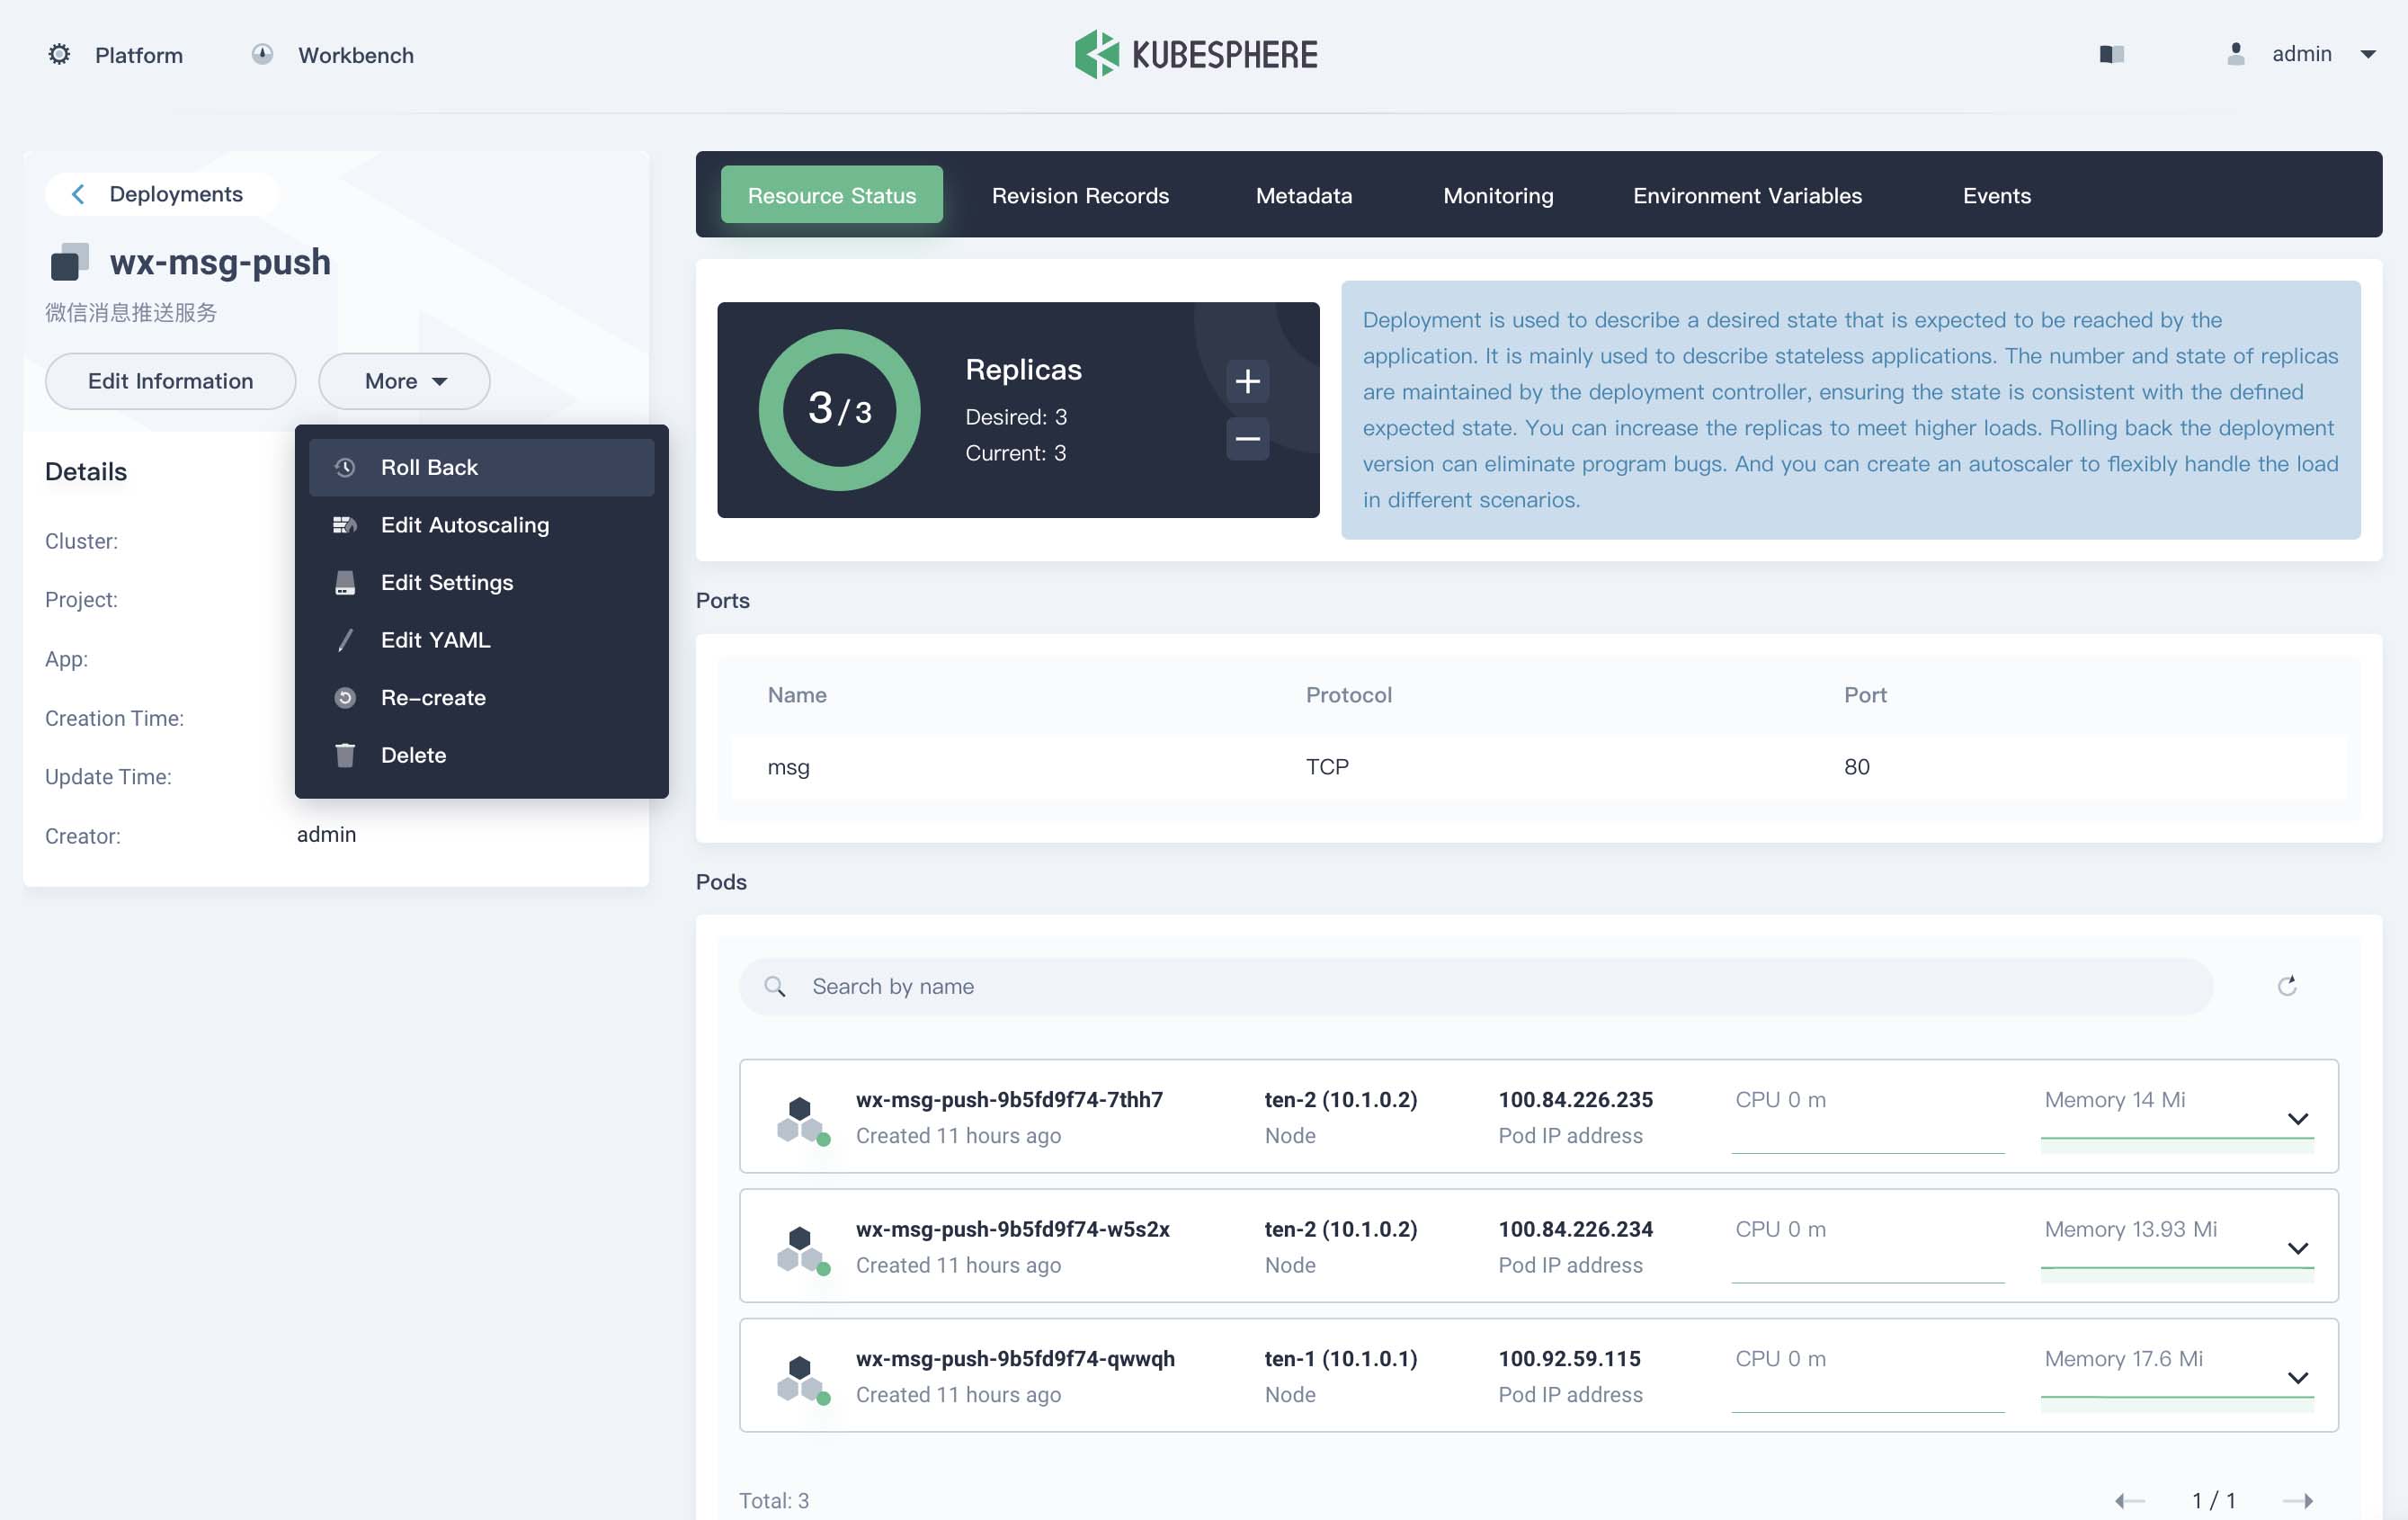 Platform
Workbench
KUBESPHERE
admin
Deployments
wx-msg-push
微信消息推送服务
Edit Information
More
Roll Back
Edit Autoscaling
Edit Settings
Edit YAML
Re-create
Delete
Details
Cluster:
Project:
App:
Creation Time:
Update Time:
Creator:
admin
Resource Status
Revision Records
Metadata
Monitoring
Environment Variables
Events
3/3
Replicas
Desired: 3
Current: 3
Deployment is used to describe a desired state that is expected to be reached by the
application. It is mainly used to describe stateless applications. The number and state of replicas
are maintained by the deployment controller, ensuring the state is consistent with the defined
expected state. You can increase the replicas to meet higher loads. Rolling back the deployment
version can eliminate program bugs. And you can create an autoscaler to flexibly handle the load
in different scenarios.
Ports
Name Protocol Port
msg TCP 80
Pods
Search by name
wx-msg-push-9b5fd9f74-7thh7 ten-2 (10.1.0.2) 100.84.226.235 CPU 0 m Memory 14 Mi
Created 11 hours ago Node Pod IP address
wx-msg-push-9b5fd9f74-w5s2x ten-2 (10.1.0.2) 100.84.226.234 CPU 0 m Memory 13.93 Mi
Created 11 hours ago Node Pod IP address
wx-msg-push-9b5fd9f74-qwwqh ten-1 (10.1.0.1) 100.92.59.115 CPU 0 m Memory 17.6 Mi
Created 11 hours ago Node Pod IP address
Total: 3
1 / 1